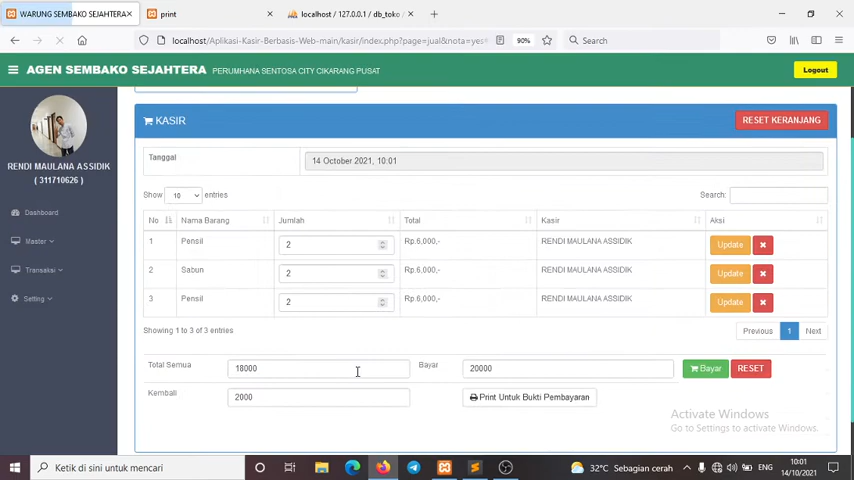 WARUNG SEMBAKO SEJAHTERA
print
localhost / 127.0.0.1 / db_toko /
localhost/Aplikasi-Kasir-Berbasis-Web-main/kasir/index.php?page=jual&nota=yes
90%
Search
AGEN SEMBAKO SEJAHTERA PERUMHANA SENTOSA CITY CIKARANG PUSAT
Logout
RENDI MAULANA ASSIDIK
( 311710626 )
Dashboard
Master
Transaksi
Setting
KASIR
RESET KERANJANG
Tanggal
14 October 2021, 10:01
Show 10 entries
Search:
No Nama Barang Jumlah Total Kasir Aksi
1 Pensil 2 Rp.6,000,- RENDI MAULANA ASSIDIK Update
2 Sabun 2 Rp.6,000,- RENDI MAULANA ASSIDIK Update
3 Pensil 2 Rp.6,000,- RENDI MAULANA ASSIDIK Update
Showing 1 to 3 of 3 entries
Previous 1 Next
Total Semua 18000 Bayar 20000 Bayar RESET
Kembali 2000 Print Untuk Bukti Pembayaran
Activate Windows
Go to Settings to activate Windows.
Ketik di sini untuk mencari
32°C Sebagian cerah
ENG
10:01
14/10/2021